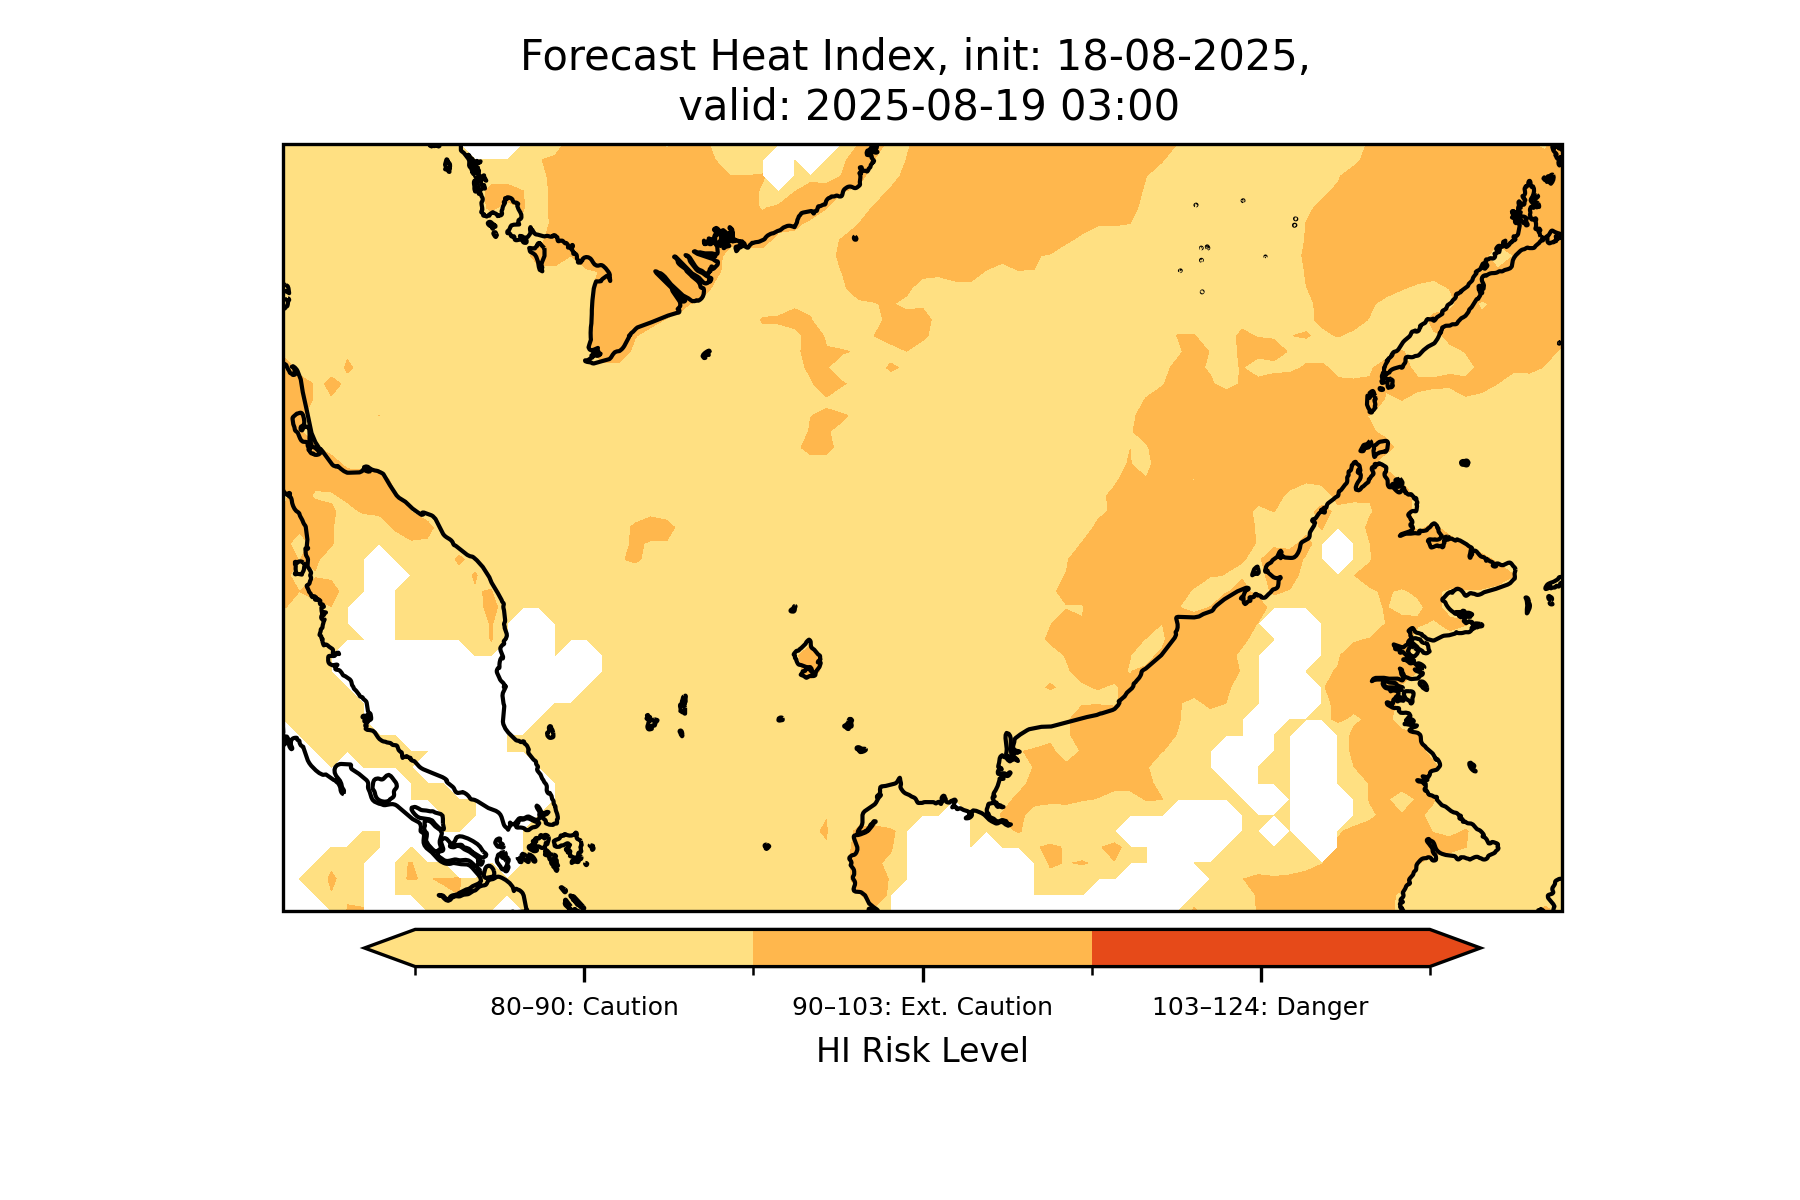 Forecast Heat Index, init: 18-08-2025,
valid: 2025-08-19 03:00
80–90: Caution
90–103: Ext. Caution
103–124: Danger
HI Risk Level